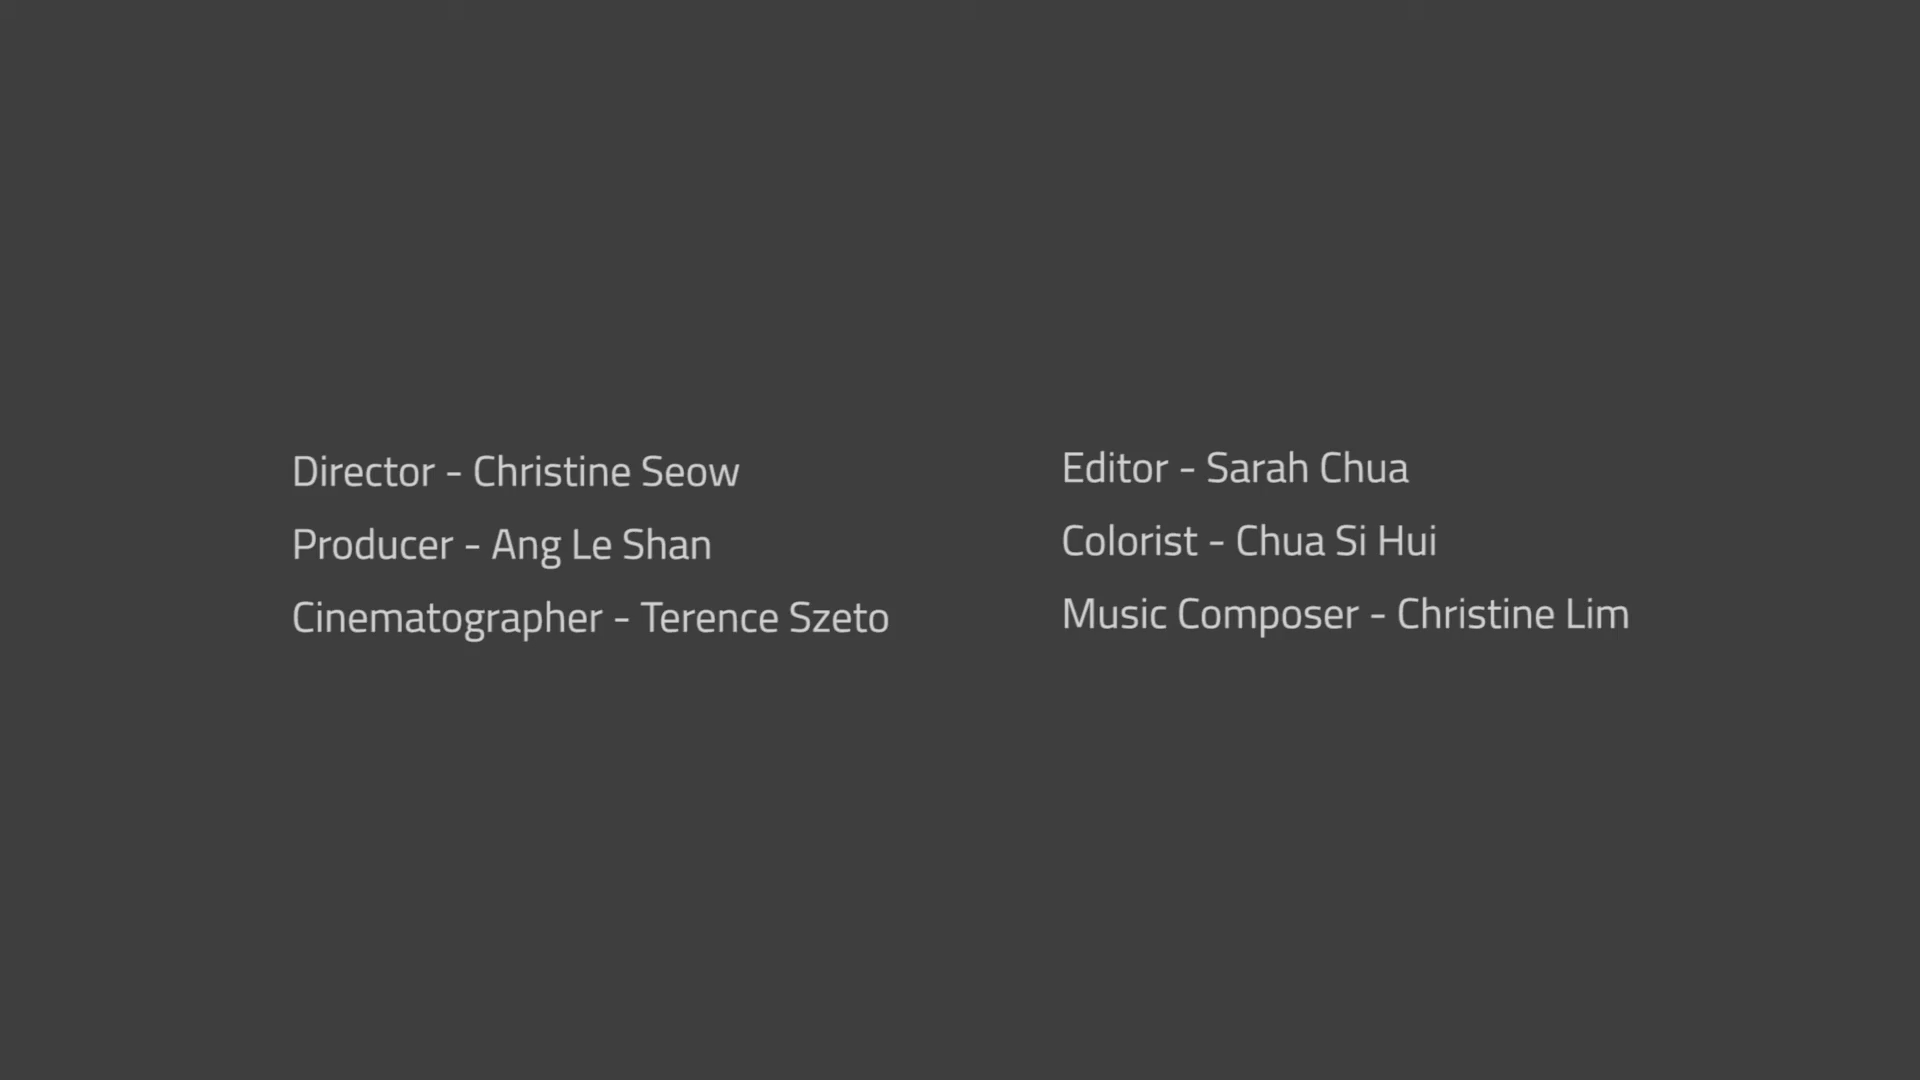 Director - Christine Seow
Producer - Ang Le Shan
Cinematographer - Terence Szeto
Editor - Sarah Chua
Colorist - Chua Si Hui
Music Composer - Christine Lim